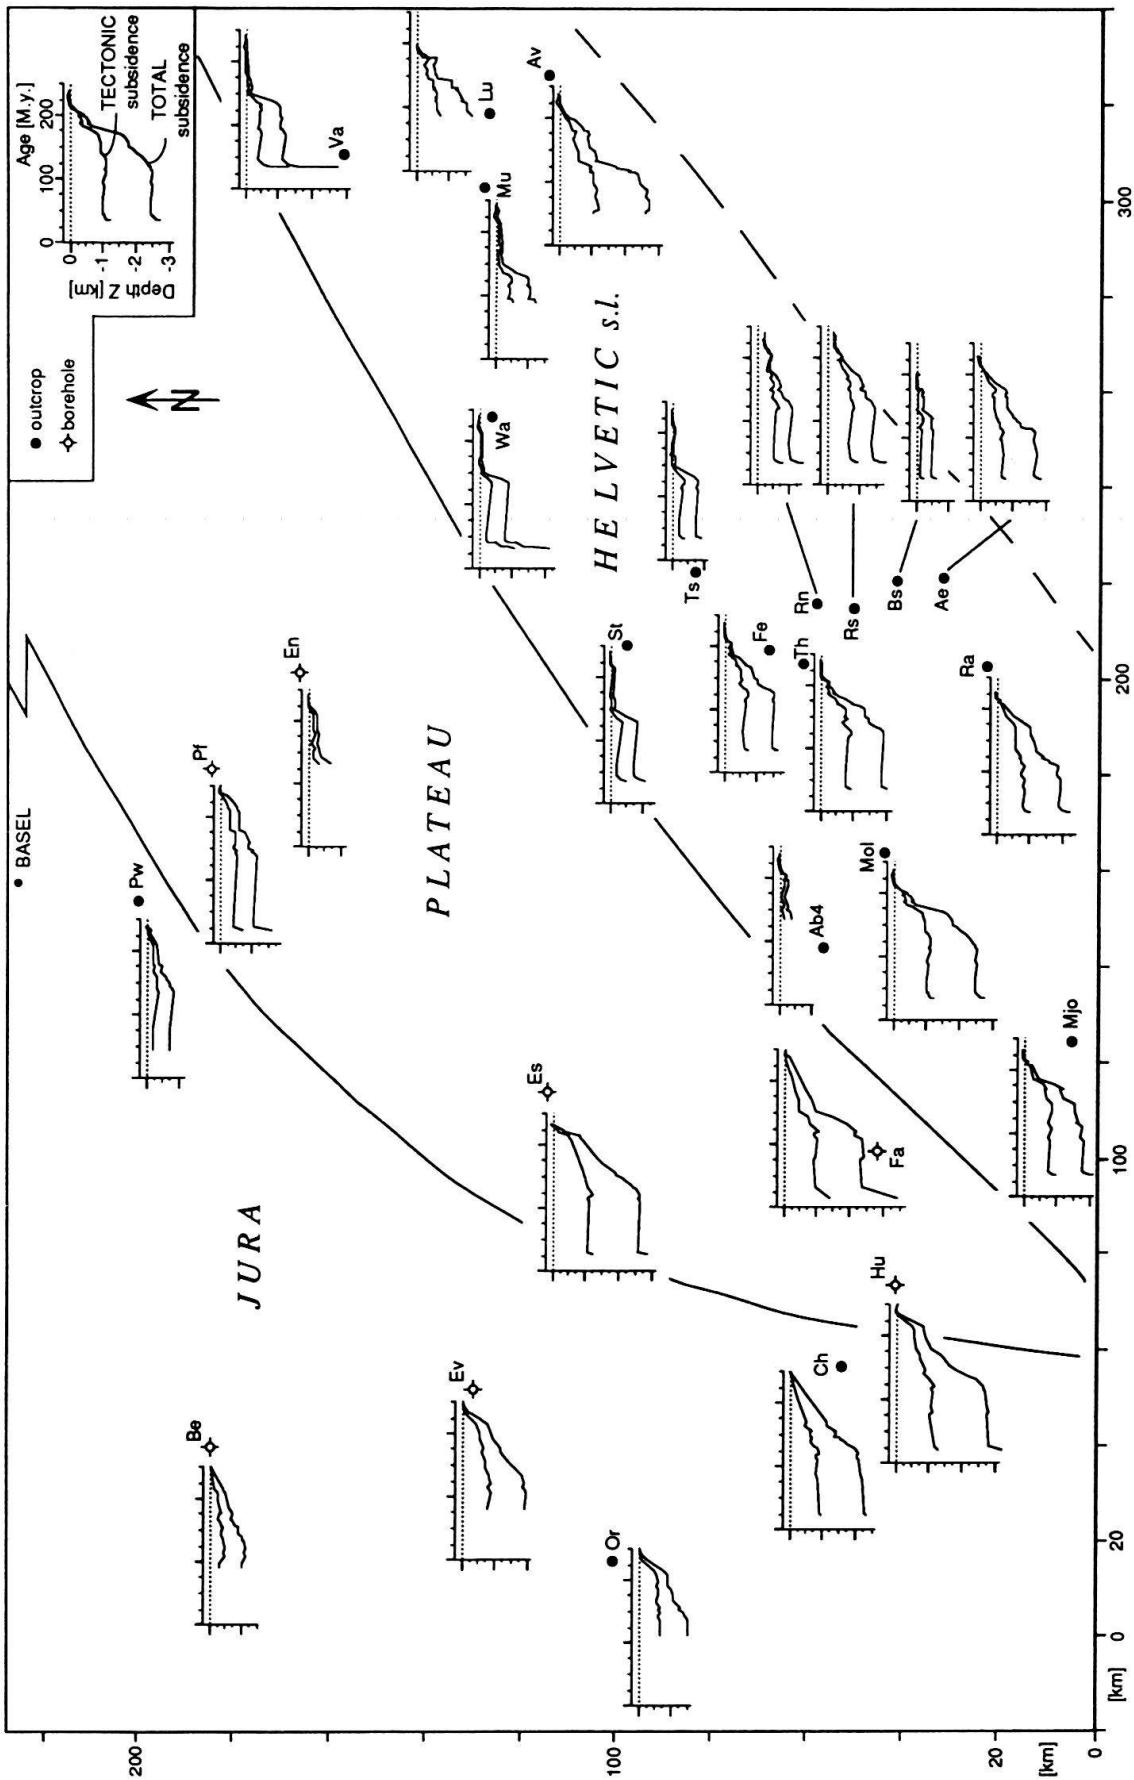 Age [M.y.]
0
100
200
Depth Z [km]
0
-1
-2
-3
TECTONIC
subsidence
TOTAL
subsidence
● outcrop
borehole
N
BASEL
Pw
Pf
En
Be
JURA
PLATEAU
HELVETIC s.l.
Va
Lu
Mu
Av
Wa
Ts
St
Fe
Th
Rn
Rs
Bs
Ae
Ra
Es
Ev
Or
Ab4
Mol
Mjo
Fa
Hu
Ch
200
100
20
0
[km]
[km]
0
20
100
200
300